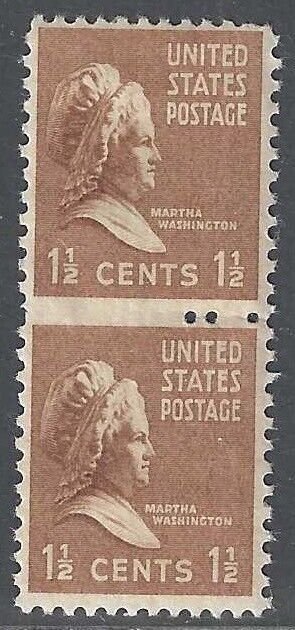 UNITED
STATES
POSTAGE
MARTHA
WASHINGTON
1½ CENTS 1½
UNITED
STATES
POSTAGE
MARTHA
WASHINGTON
1½ CENTS 1½